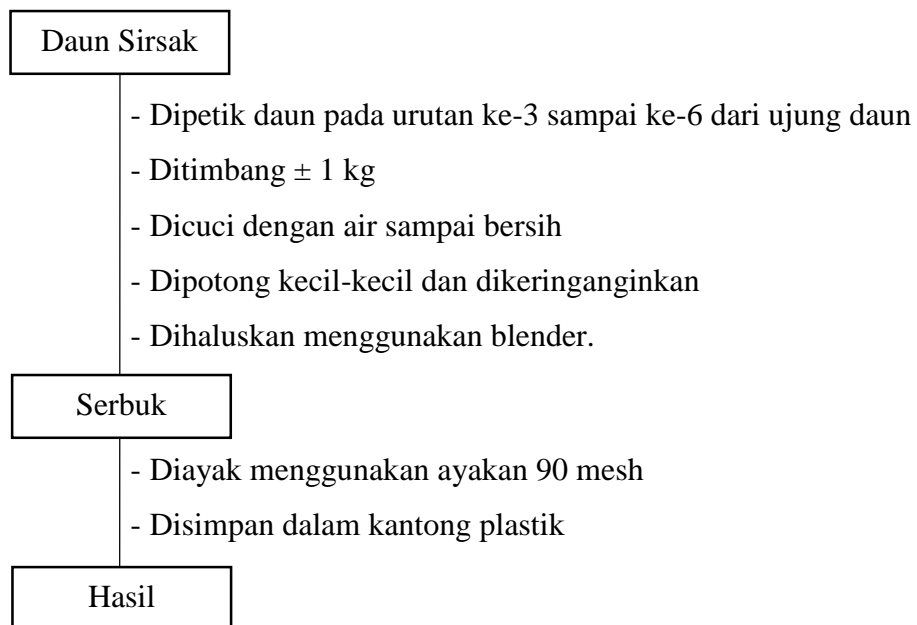 Daun Sirsak
- Dipetik daun pada urutan ke-3 sampai ke-6 dari ujung daun
- Ditimbang ± 1 kg
- Dicuci dengan air sampai bersih
- Dipotong kecil-kecil dan dikeringanginkan
- Dihaluskan menggunakan blender.
Serbuk
- Diayak menggunakan ayakan 90 mesh
- Disimpan dalam kantong plastik
Hasil